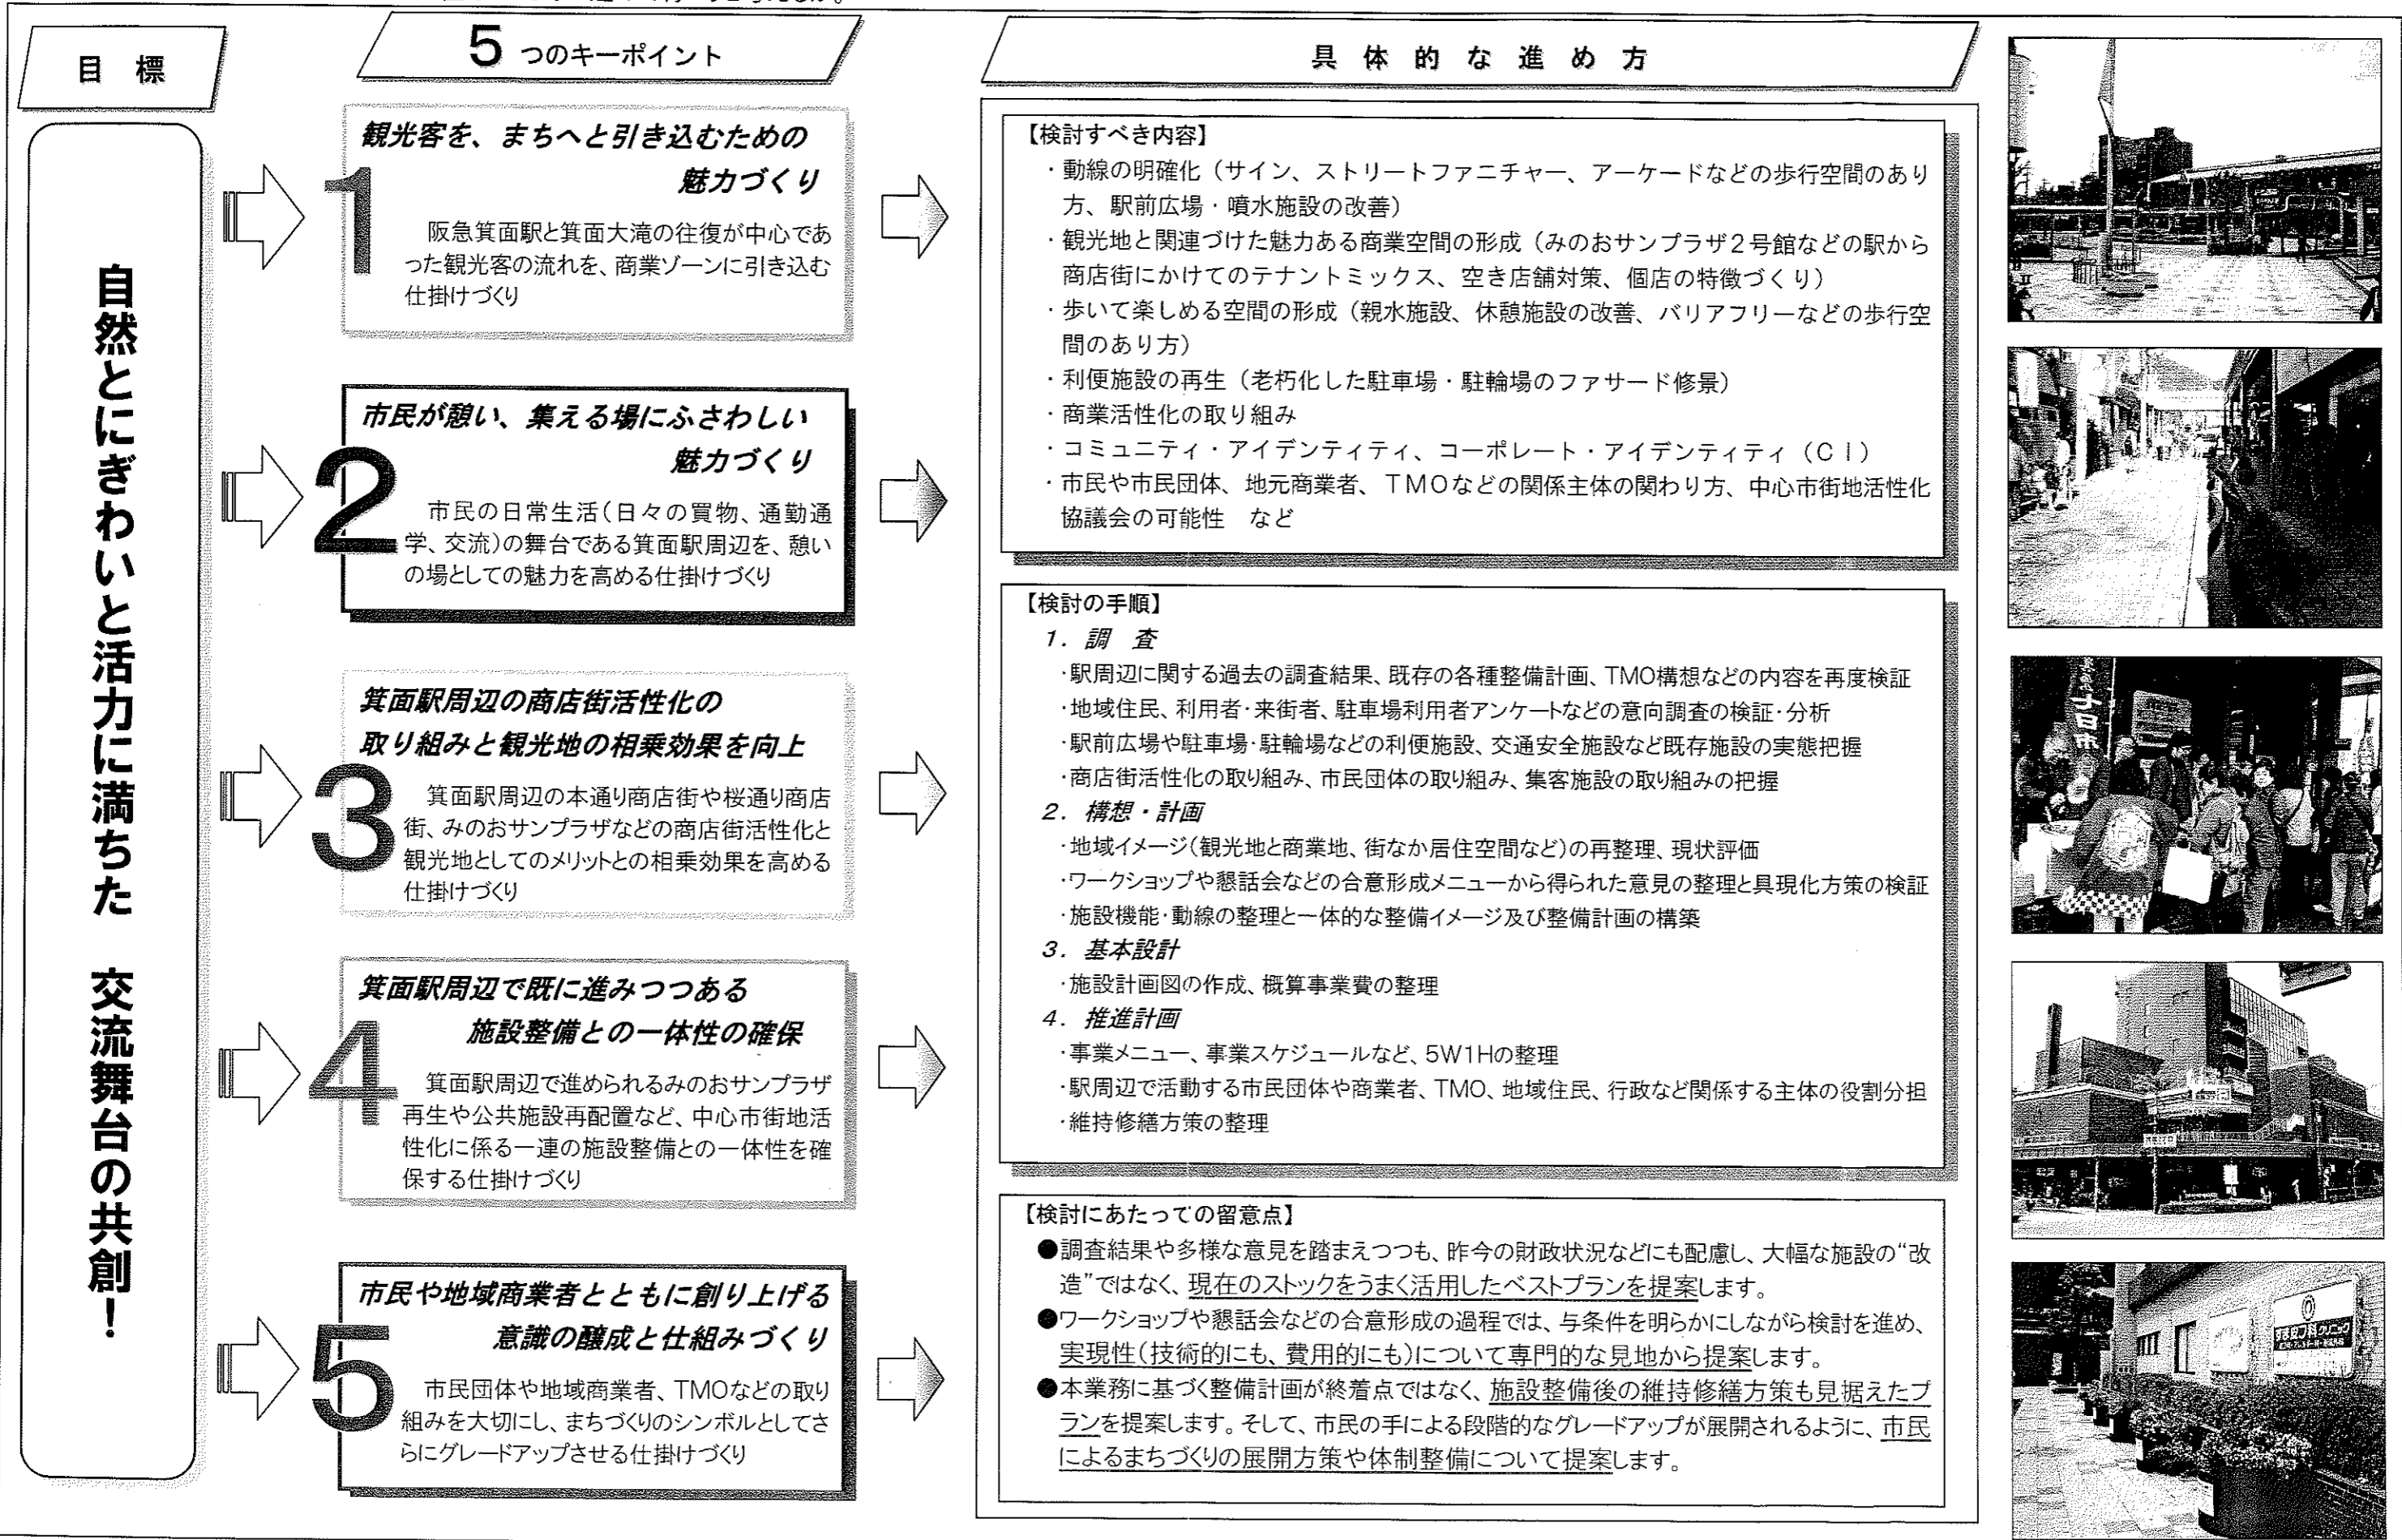 目 標
自然とにぎわいと活力に満ちた 交流舞台の共創！
5 つのキーポイント
1
観光客を、まちへと引き込むための
魅力づくり
阪急箕面駅と箕面大滝の往復が中心であ
った観光客の流れを、商業ゾーンに引き込む
仕掛けづくり
2
市民が憩い、集える場にふさわしい
魅力づくり
市民の日常生活（日々の買物、通勤通
学、交流）の舞台である箕面駅周辺を、憩い
の場としての魅力を高める仕掛けづくり
3
箕面駅周辺の商店街活性化の
取り組みと観光地の相乗効果を向上
箕面駅周辺の本通り商店街や桜通り商店
街、みのおサンプラザなどの商店街活性化と
観光地としてのメリットとの相乗効果を高める
仕掛けづくり
4
箕面駅周辺で既に進みつつある
施設整備との一体性の確保
箕面駅周辺で進められるみのおサンプラザ
再生や公共施設再配置など、中心市街地活
性化に係る一連の施設整備との一体性を確
保する仕掛けづくり
5
市民や地域商業者とともに創り上げる
意識の醸成と仕組みづくり
市民団体や地域商業者、TMOなどの取り
組みを大切にし、まちづくりのシンボルとしてさ
らにグレードアップさせる仕掛けづくり
具 体 的 な 進 め 方
【検討すべき内容】
・動線の明確化（サイン、ストリートファニチャー、アーケードなどの歩行空間のあり
方、駅前広場・噴水施設の改善）
・観光地と関連づけた魅力ある商業空間の形成（みのおサンプラザ２号館などの駅から
商店街にかけてのテナントミックス、空き店舗対策、個店の特徴づくり）
・歩いて楽しめる空間の形成（親水施設、休憩施設の改善、バリアフリーなどの歩行空
間のあり方）
・利便施設の再生（老朽化した駐車場・駐輪場のファサード修景）
・商業活性化の取り組み
・コミュニティ・アイデンティティ、コーポレート・アイデンティティ（ＣＩ）
・市民や市民団体、地元商業者、ＴＭＯなどの関係主体の関わり方、中心市街地活性化
協議会の可能性 など
【検討の手順】
1．調 査
・駅周辺に関する過去の調査結果、既存の各種整備計画、TMO構想などの内容を再度検証
・地域住民、利用者・来街者、駐車場利用者アンケートなどの意向調査の検証・分析
・駅前広場や駐車場・駐輪場などの利便施設、交通安全施設など既存施設の実態把握
・商店街活性化の取り組み、市民団体の取り組み、集客施設の取り組みの把握
2．構想・計画
・地域イメージ（観光地と商業地、街なか居住空間など）の再整理、現状評価
・ワークショップや懇話会などの合意形成メニューから得られた意見の整理と具現化方策の検証
・施設機能・動線の整理と一体的な整備イメージ及び整備計画の構築
3．基本設計
・施設計画図の作成、概算事業費の整理
4．推進計画
・事業メニュー、事業スケジュールなど、5W1Hの整理
・駅周辺で活動する市民団体や商業者、TMO、地域住民、行政など関係する主体の役割分担
・維持修繕方策の整理
【検討にあたっての留意点】
●調査結果や多様な意見を踏まえつつも、昨今の財政状況などにも配慮し、大幅な施設の“改
造”ではなく、現在のストックをうまく活用したベストプランを提案します。
●ワークショップや懇話会などの合意形成の過程では、与条件を明らかにしながら検討を進め、
実現性（技術的にも、費用的にも）について専門的な見地から提案します。
●本業務に基づく整備計画が終着点ではなく、施設整備後の維持修繕方策も見据えたプ
ランを提案します。そして、市民の手による段階的なグレードアップが展開されるように、市民
によるまちづくりの展開方策や体制整備について提案します。